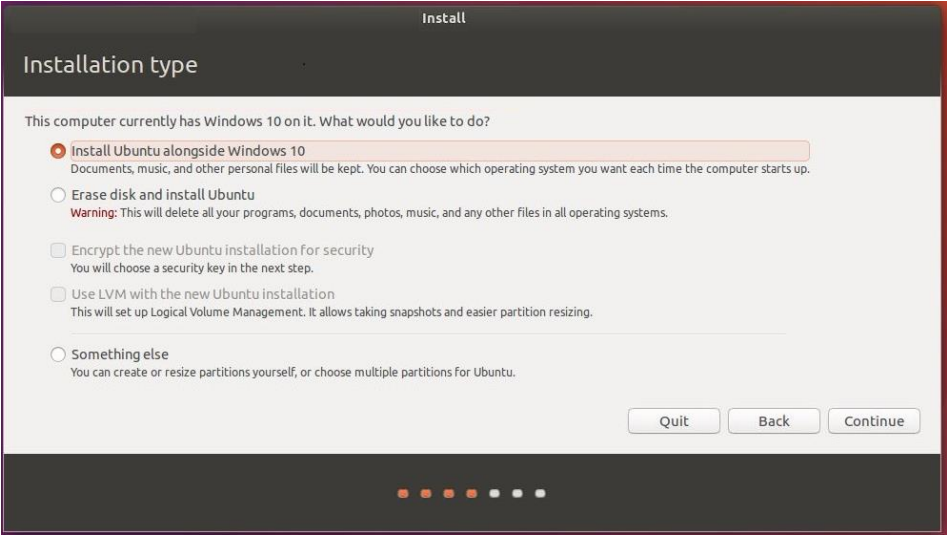 Install
Installation type
This computer currently has Windows 10 on it. What would you like to do?
Install Ubuntu alongside Windows 10
Documents, music, and other personal files will be kept. You can choose which operating system you want each time the computer starts up.
Erase disk and install Ubuntu
Warning: This will delete all your programs, documents, photos, music, and any other files in all operating systems.
Encrypt the new Ubuntu installation for security
You will choose a security key in the next step.
Use LVM with the new Ubuntu installation
This will set up Logical Volume Management. It allows taking snapshots and easier partition resizing.
Something else
You can create or resize partitions yourself, or choose multiple partitions for Ubuntu.
Quit Back Continue